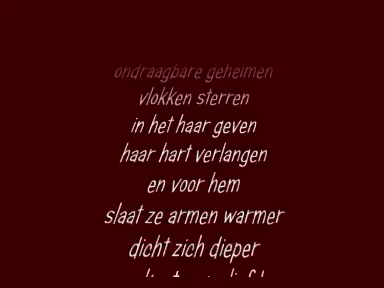 ondraagbare geheimen
vlokken sterren
in het haar geven
haar hart verlangen
en voor hem
slaat ze armen warmer
dicht zich dieper